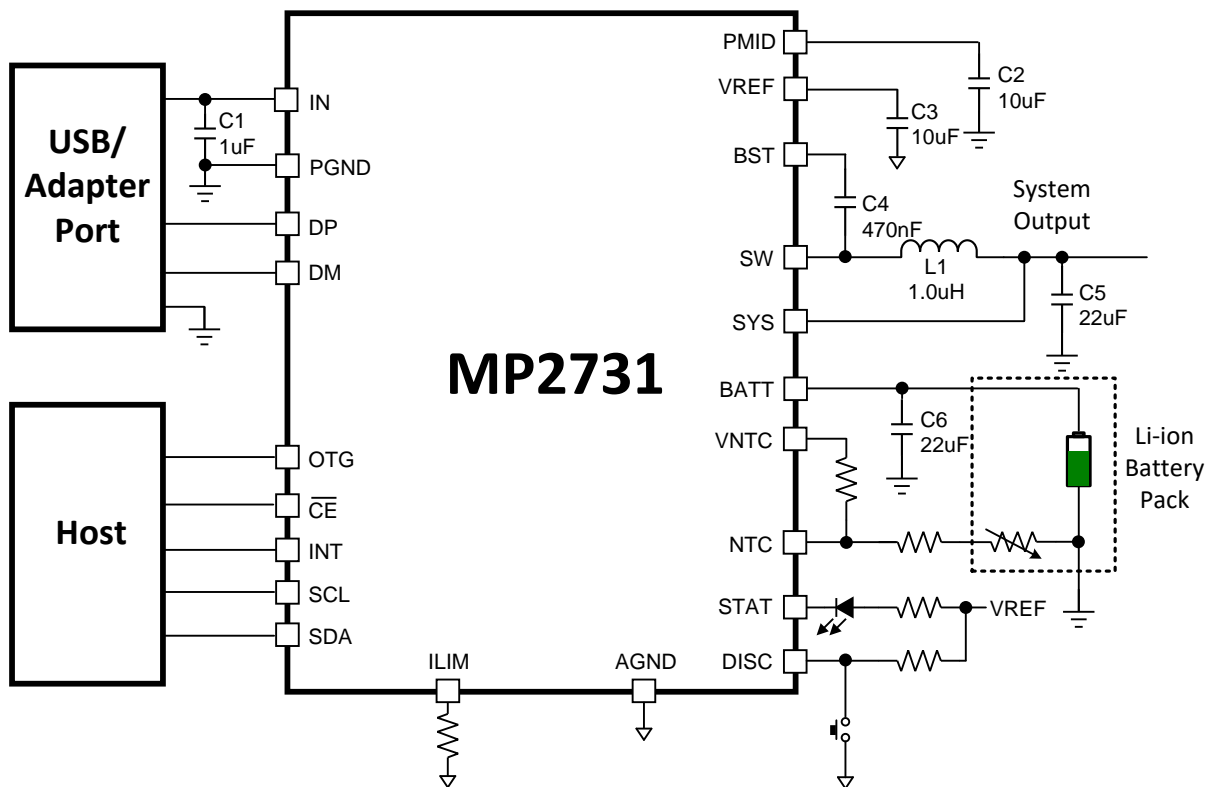 USB/
Adapter
Port
C1
1uF
IN
PGND
DP
DM
Host
OTG
CE
INT
SCL
SDA
MP2731
ILIM
AGND
PMID
VREF
BST
SW
SYS
BATT
VNTC
NTC
STAT
DISC
C2
10uF
C3
10uF
C4
470nF
L1
1.0uH
System
Output
C5
22uF
C6
22uF
Li-ion
Battery
Pack
VREF